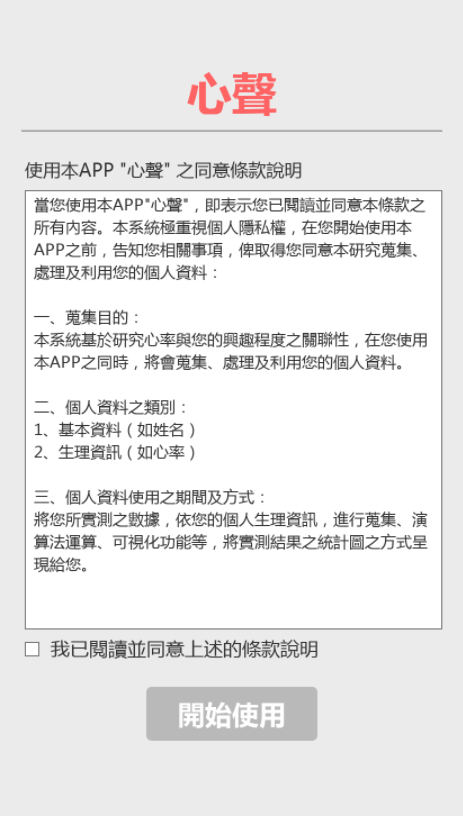 心聲
使用本APP "心聲" 之同意條款說明
當您使用本APP"心聲"，即表示您已閱讀並同意本條款之
所有內容。本系統極重視個人隱私權，在您開始使用本
APP之前，告知您相關事項，俾取得您同意本研究蒐集、
處理及利用您的個人資料：
一、蒐集目的：
本系統基於研究心率與您的興趣程度之關聯性，在您使用
本APP之同時，將會蒐集、處理及利用您的個人資料。
二、個人資料之類別：
1、基本資料（如姓名）
2、生理資訊（如心率）
三、個人資料使用之期間及方式：
將您所實測之數據，依您的個人生理資訊，進行蒐集、演
算法運算、可視化功能等，將實測結果之統計圖之方式呈
現給您。
我已閱讀並同意上述的條款說明
開始使用